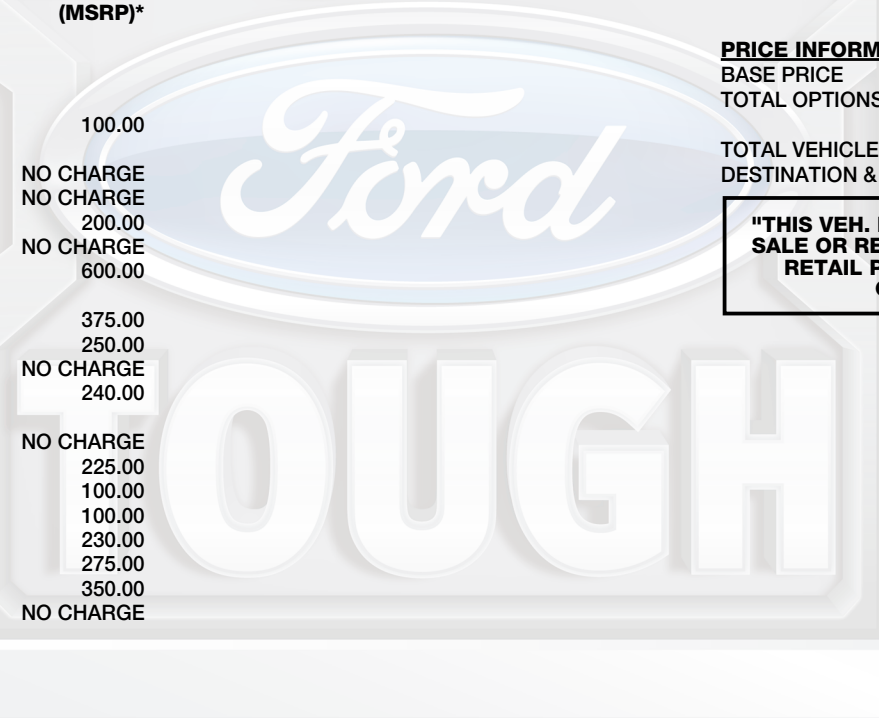 (MSRP)*
100.00
NO CHARGE
NO CHARGE
200.00
NO CHARGE
600.00
375.00
250.00
NO CHARGE
240.00
NO CHARGE
225.00
100.00
100.00
230.00
275.00
350.00
NO CHARGE
PRICE INFORM
BASE PRICE
TOTAL OPTIONS
TOTAL VEHICLE
DESTINATION &
"THIS VEH.
SALE OR RE
RETAIL P
Ford
TOUGH